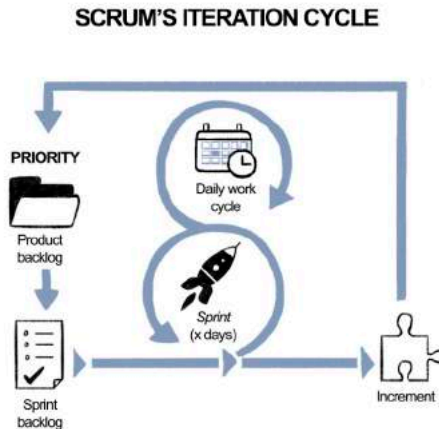 SCRUM'S ITERATION CYCLE
PRIORITY
Product
backlog
Daily work
cycle
Sprint
(x days)
Sprint
backlog
Increment